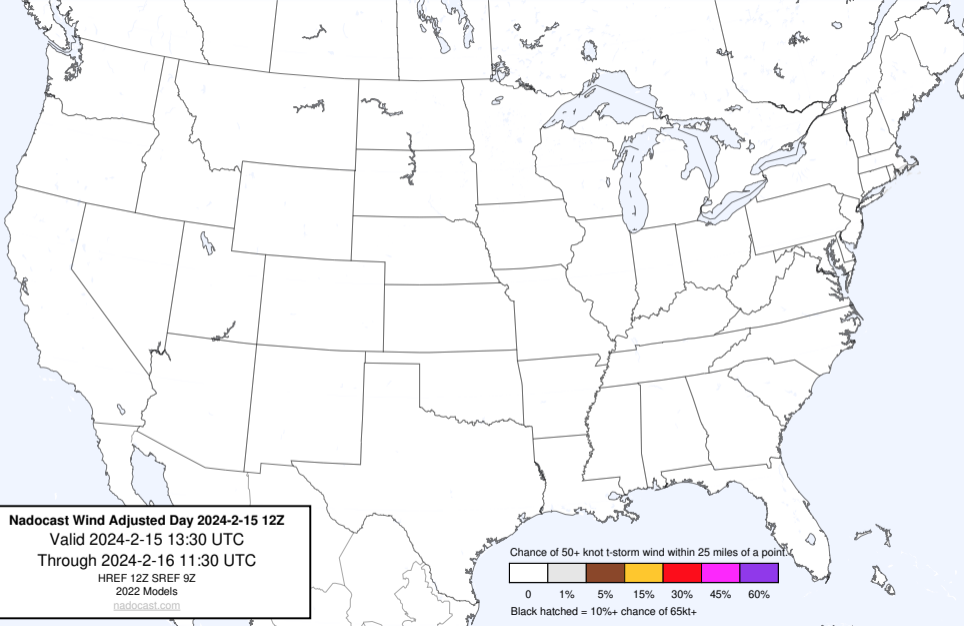 Nadocast Wind Adjusted Day 2024-2-15 12Z
Valid 2024-2-15 13:30 UTC
Through 2024-2-16 11:30 UTC
HREF 12Z SREF 9Z
2022 Models
nadocast.com
Chance of 50+ knot t-storm wind within 25 miles of a point.
0 1% 5% 15% 30% 45% 60%
Black hatched = 10%+ chance of 65kt+